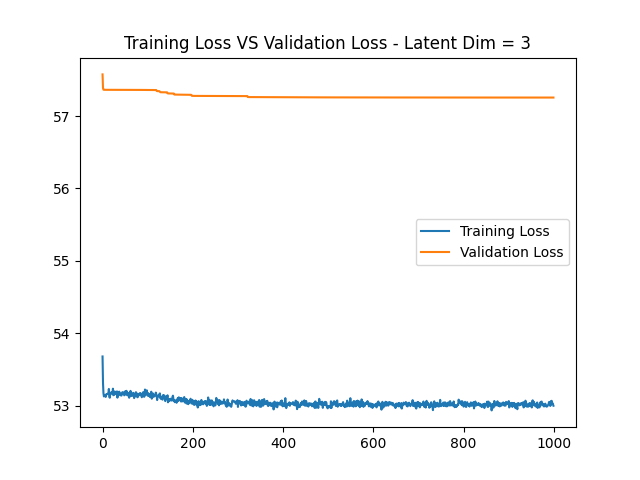 Training Loss VS Validation Loss - Latent Dim = 3
57
56
55
54
53
Training Loss
Validation Loss
0 200 400 600 800 1000